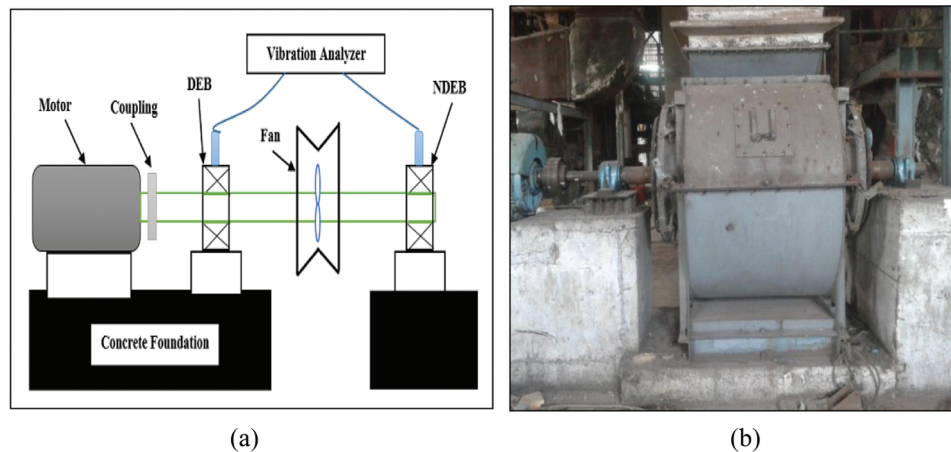 Vibration Analyzer
DEB
NDEB
Motor
Coupling
Fan
Concrete Foundation
(a)
(b)